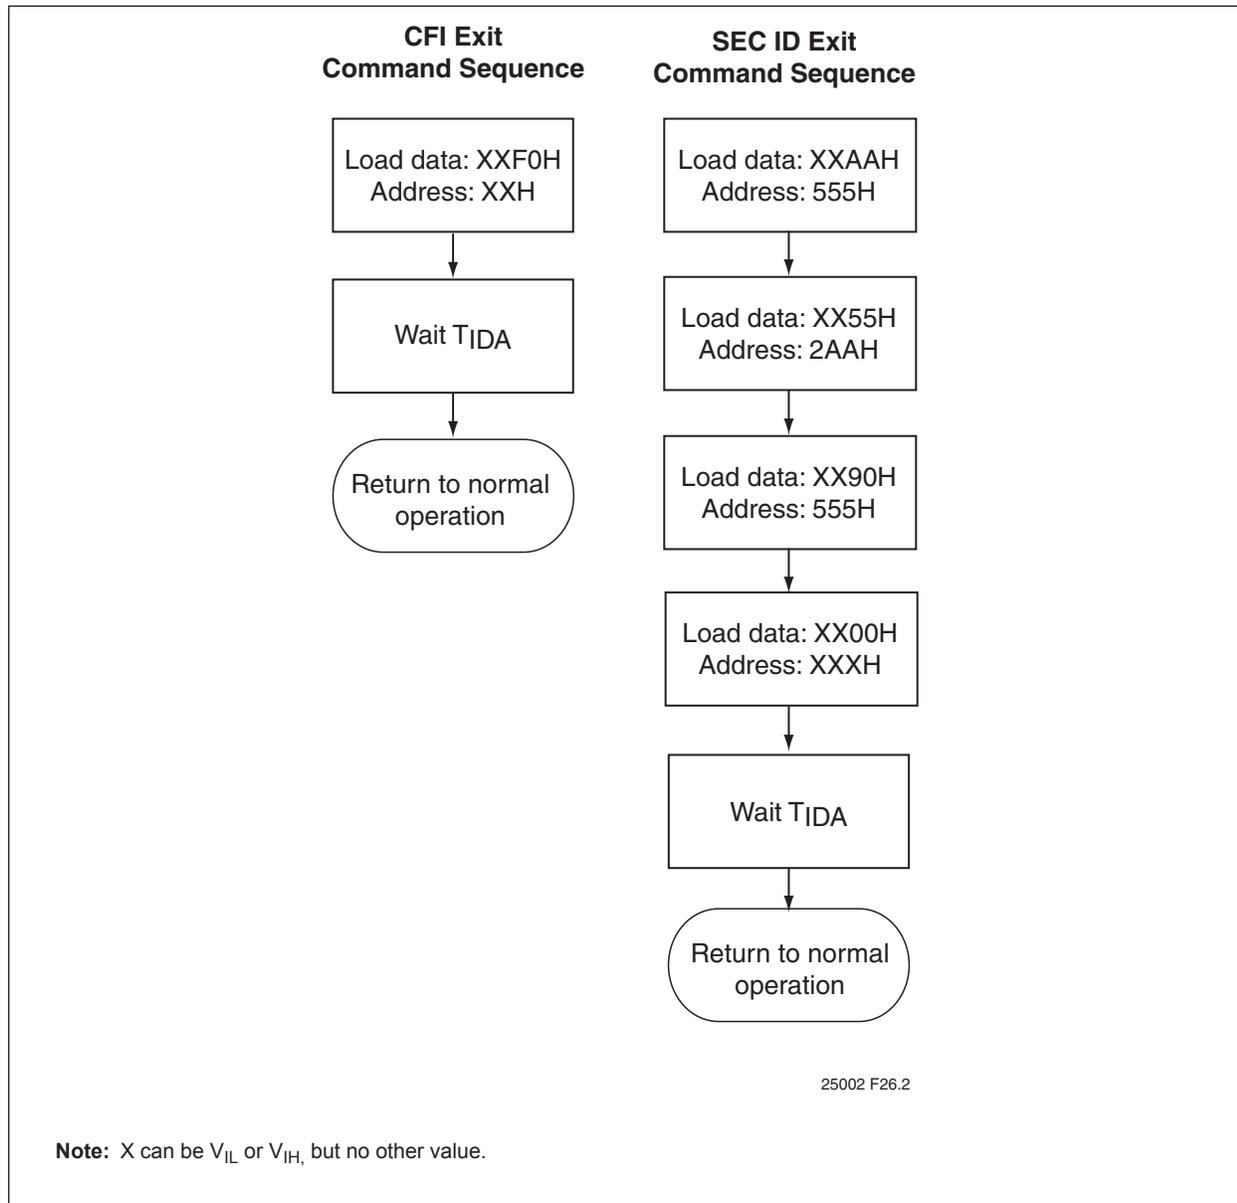 CFI Exit
Command Sequence
Load data: XXF0H
Address: XXH
Wait TIDA
Return to normal
operation
SEC ID Exit
Command Sequence
Load data: XXAAH
Address: 555H
Load data: XX55H
Address: 2AAH
Load data: XX90H
Address: 555H
Load data: XX00H
Address: XXXH
Wait TIDA
Return to normal
operation
25002 F26.2
Note: X can be VIL or VIH, but no other value.